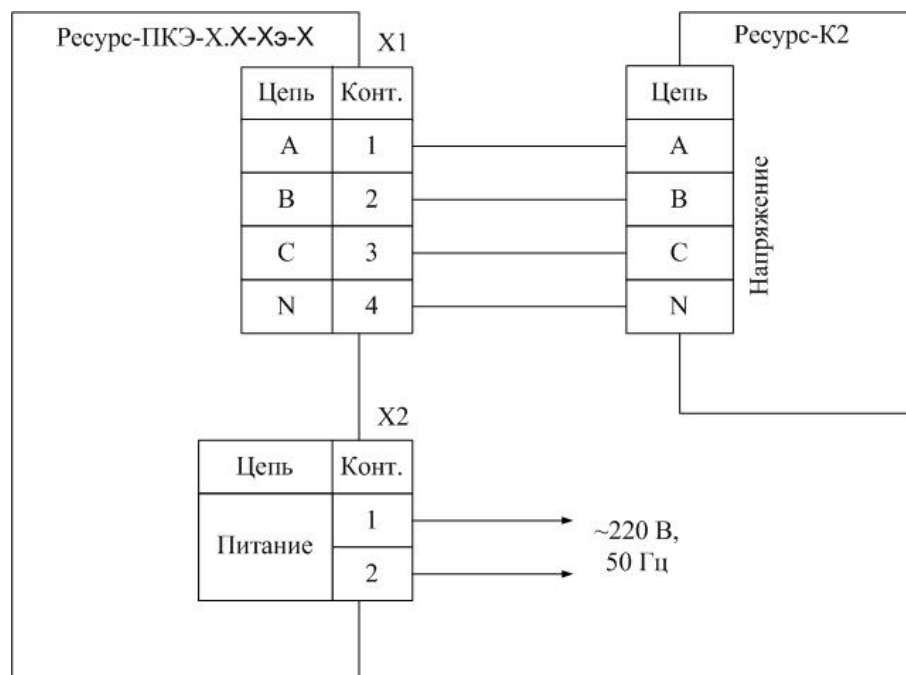 Ресурс-ПКЭ-Х.Х-Хэ-Х
X1
Ресурс-К2
Цепь Конт.
Цепь
A 1
A
B 2
B
C 3
C
N 4
N
Напряжение
X2
Цепь Конт.
Питание
1
2
~220 В,
50 Гц